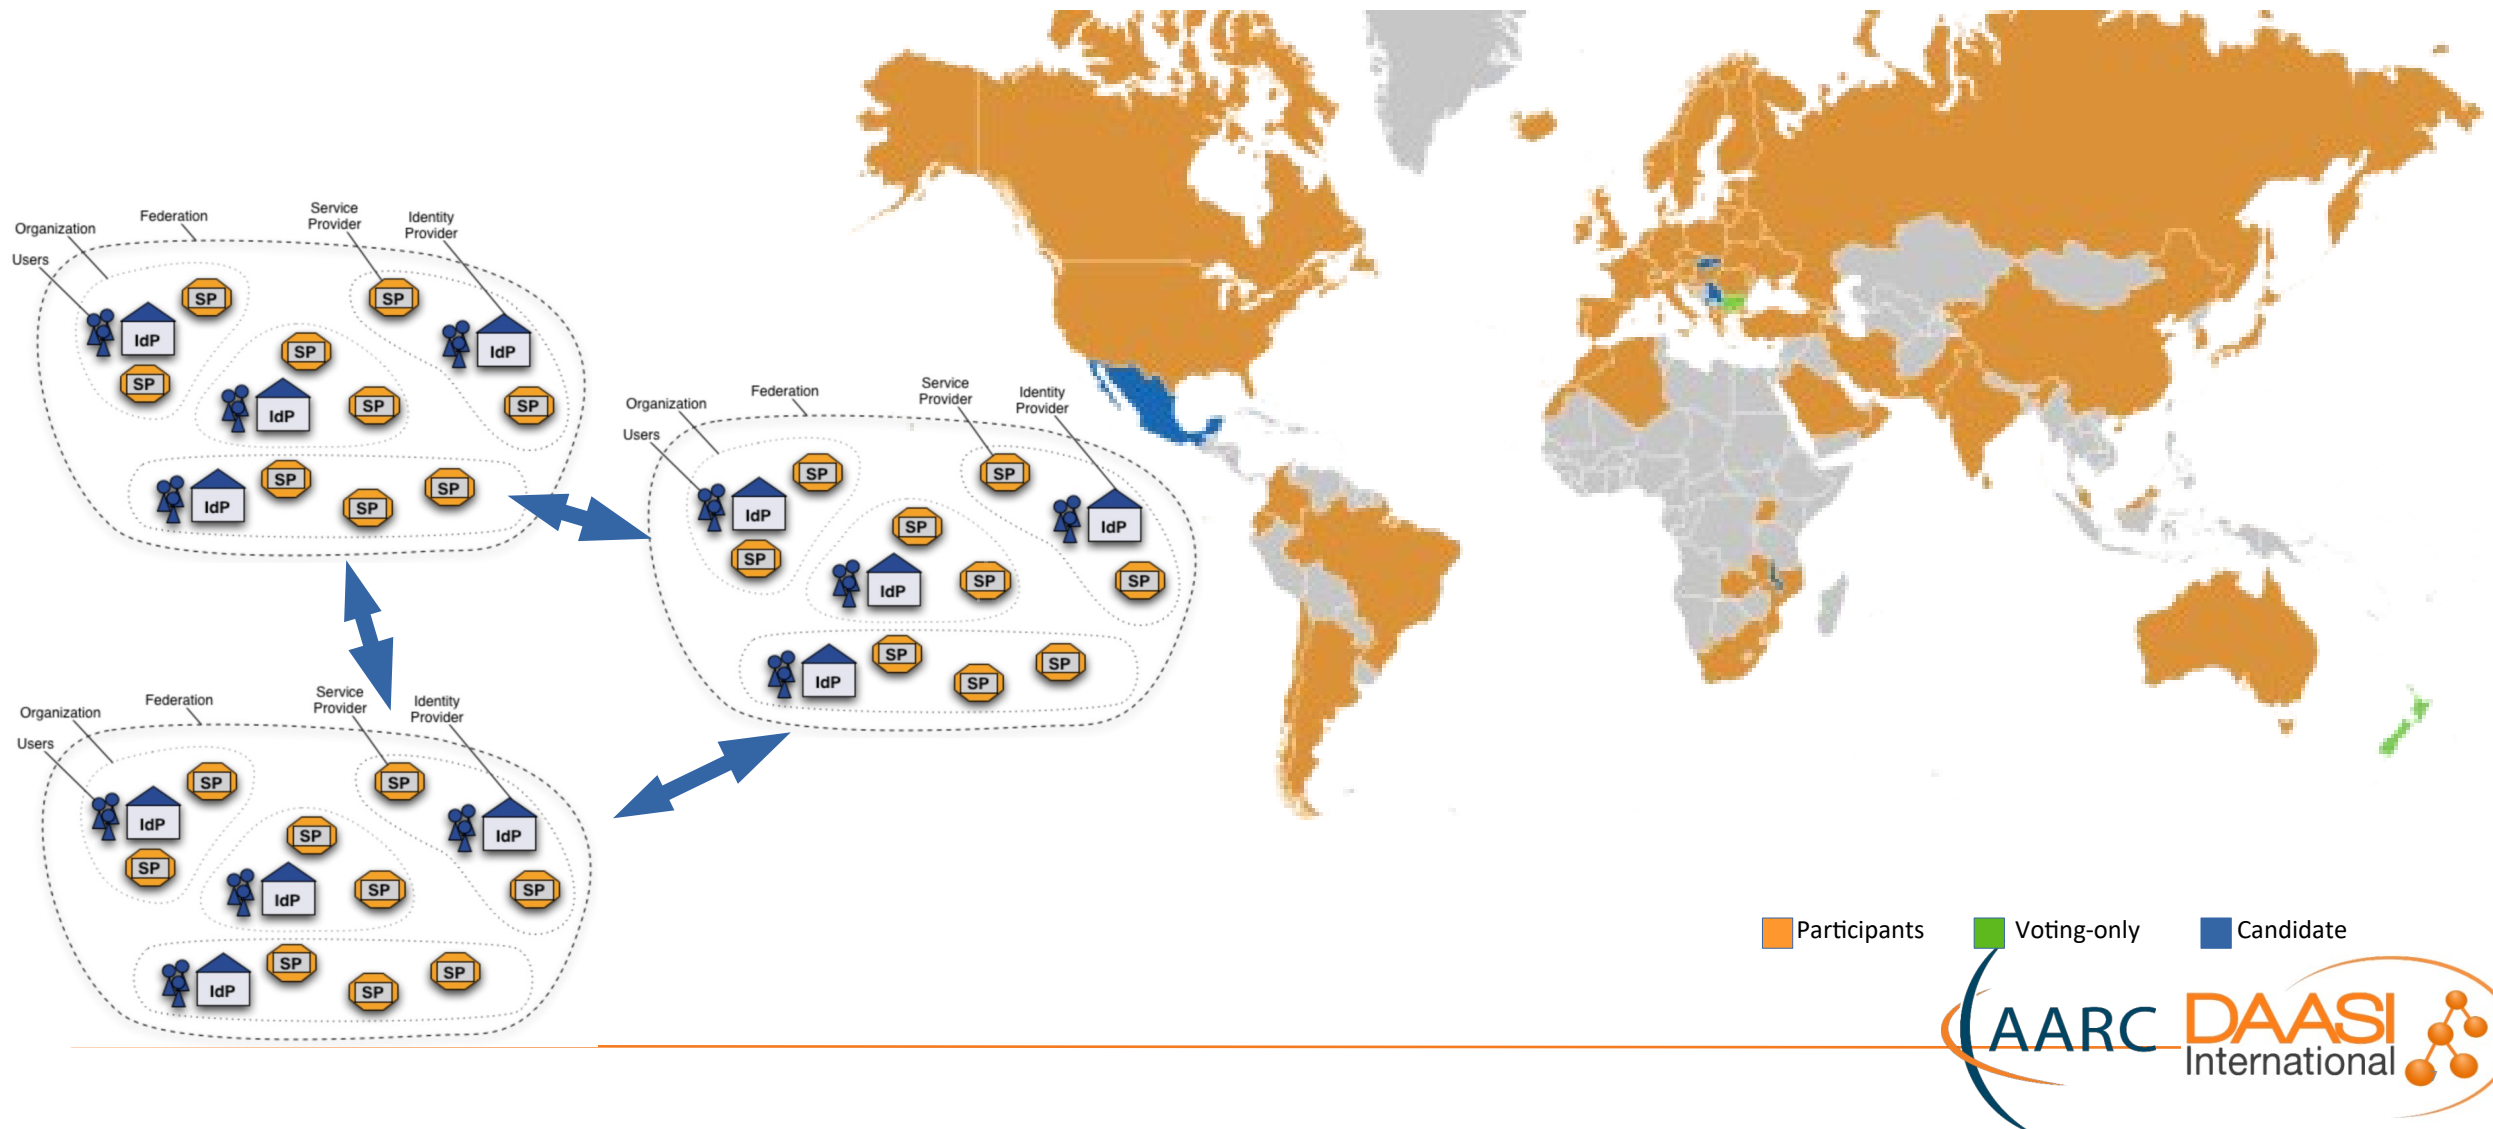 Federation
Service
Provider
Identity
Provider
Organization
Users
SP
SP
IdP
SP
IdP
SP
SP
IdP
SP
SP
IdP
SP
SP
SP
Federation
Service
Provider
Identity
Provider
Organization
Users
SP
SP
IdP
SP
IdP
SP
SP
IdP
SP
SP
IdP
SP
SP
SP
Federation
Service
Provider
Identity
Provider
Organization
Users
SP
SP
IdP
SP
IdP
SP
SP
IdP
SP
SP
IdP
SP
SP
SP
Participants
Voting-only
Candidate
AARC
DAASI
International